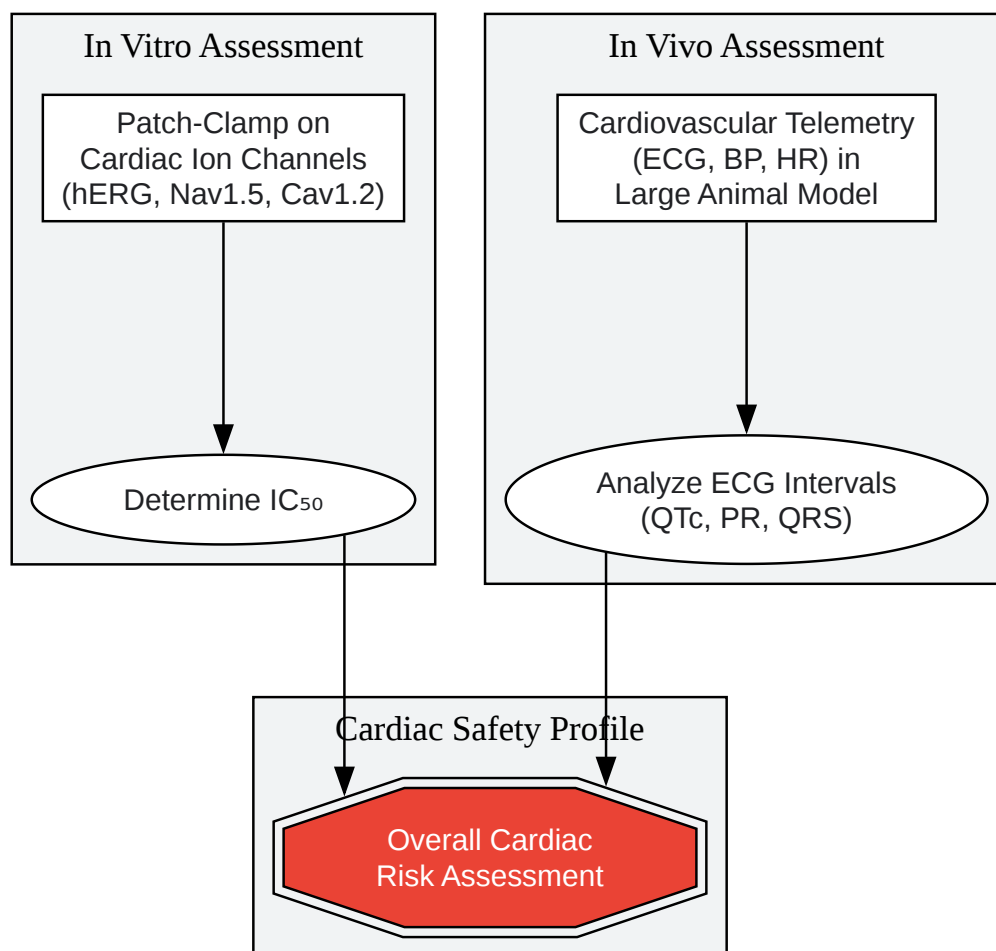 In Vitro Assessment
Patch-Clamp on
Cardiac Ion Channels
(hERG, Nav1.5, Cav1.2)
Determine IC₅₀
In Vivo Assessment
Cardiovascular Telemetry
(ECG, BP, HR) in
Large Animal Model
Analyze ECG Intervals
(QTc, PR, QRS)
Cardiac Safety Profile
Overall Cardiac
Risk Assessment